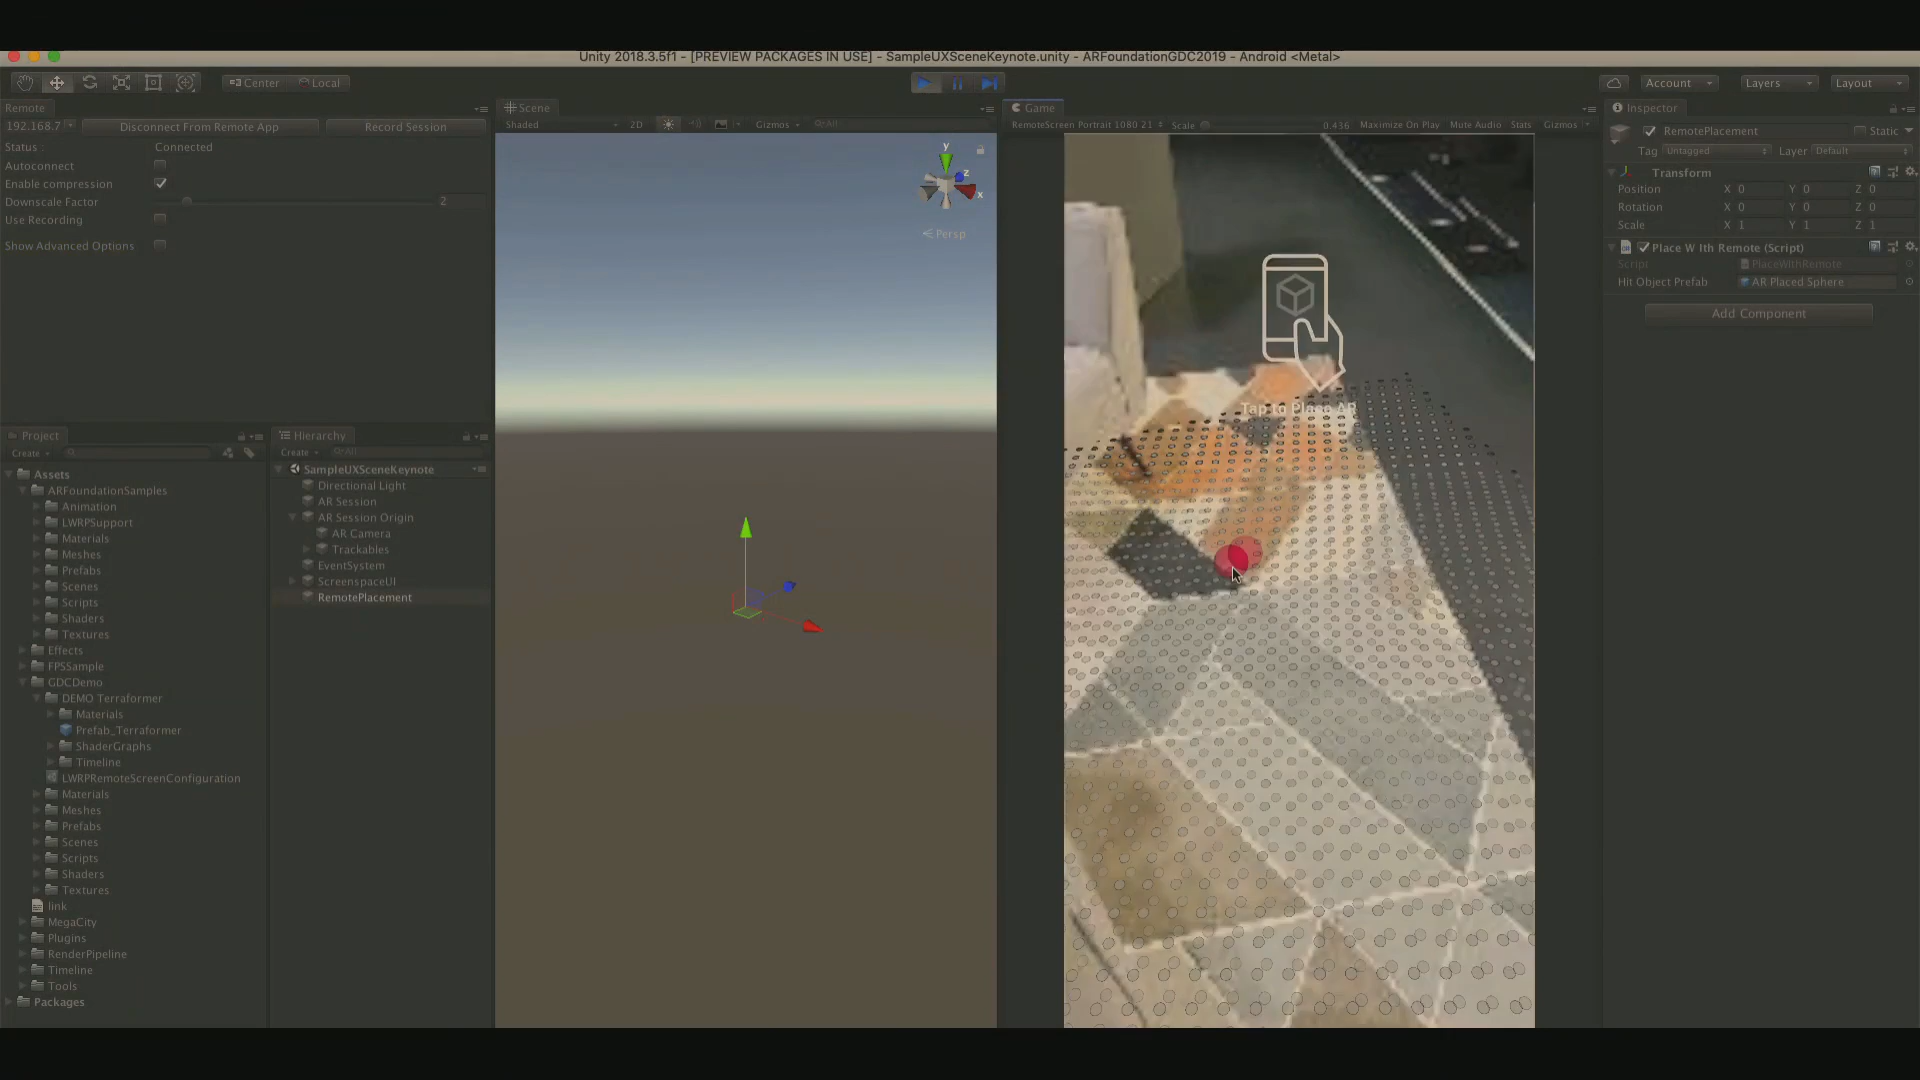 Unity 2018.3.5f1 - [PREVIEW PACKAGES IN USE] - SampleUXSceneKeynote.unity - ARFoundationGDC2019 - Android <Metal>
Center
Local
Account
Layers
Layout
Remote
192.168.7
Disconnect From Remote App
Record Session
Status :
Connected
Autoconnect
Enable compression
Downscale Factor
2
Use Recording
Show Advanced Options
Scene
Shaded
2D
Gizmos
All
y
z
x
Persp
Game
RemoteScreen Portrait 1080 21
Scale
0.436
Maximize On Play
Mute Audio
Stats
Gizmos
Tap to Place AR
Inspector
RemotePlacement
Static
Tag
Untagged
Layer
Default
Transform
Position
X 0
Y 0
Z 0
Rotation
X 0
Y 0
Z 0
Scale
X 1
Y 1
Z 1
Place W Ith Remote (Script)
Script
PlaceWIthRemote
Hit Object Prefab
AR Placed Sphere
Add Component
Project
Create
Assets
ARFoundationSamples
Animation
LWRPSupport
Materials
Meshes
Prefabs
Scenes
Scripts
Shaders
Textures
Effects
FPSSample
GDCDemo
DEMO Terraformer
Materials
Prefab_Terraformer
ShaderGraphs
Timeline
LWRPRemoteScreenConfiguration
Materials
Meshes
Prefabs
Scenes
Scripts
Shaders
Textures
link
MegaCity
Plugins
RenderPipeline
Timeline
Tools
Packages
Hierarchy
Create
All
SampleUXSceneKeynote
Directional Light
AR Session
AR Session Origin
AR Camera
Trackables
EventSystem
ScreenspaceUI
RemotePlacement